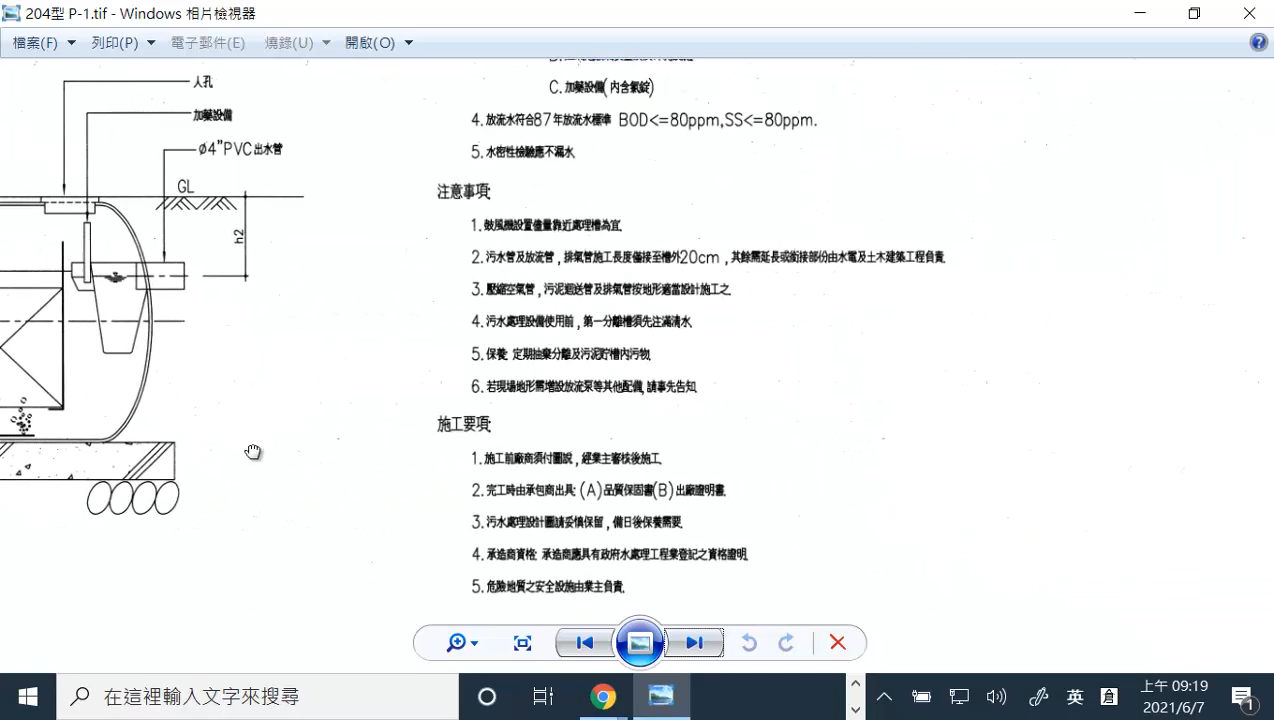 204型 P-1.tif - Windows 相片檢視器
檔案(F) 列印(P) 電子郵件(E) 燒錄(U) 開啟(O)
人孔
加藥設備
ø4"PVC出水管
GL
h2
C. 加藥設備(內含氯錠)
4. 放流水符合87年放流水標準 BOD<=80ppm,SS<=80ppm.
5. 水密性檢驗應不漏水.
注意事項:
1. 鼓風機設置儘量靠近處理槽為宜.
2. 污水管及放流管,排氣管施工長度僅接至槽外20cm,其餘需延長或銜接部份由水電及土木建築工程負責.
3. 壓縮空氣管,污泥迴送管及排氣管按地形適當設計施工之.
4. 污水處理設備使用前,第一分離槽須先注滿清水.
5. 保養: 定期抽棄分離及污泥貯槽內污物.
6. 若現場地形需增設放流泵等其他配備,請事先告知.
施工要項:
1. 施工前廠商須付圖說,經業主審核後施工.
2. 完工時由承包商出具: (A)品質保固書(B)出廠證明書.
3. 污水處理設計圖請妥慎保留,備日後保養需要.
4. 承造商資格: 承造商應具有政府水處理工程業登記之資格證明.
5. 危險地質之安全設施由業主負責.
在這裡輸入文字來搜尋
英
上午 09:19
2021/6/7
1